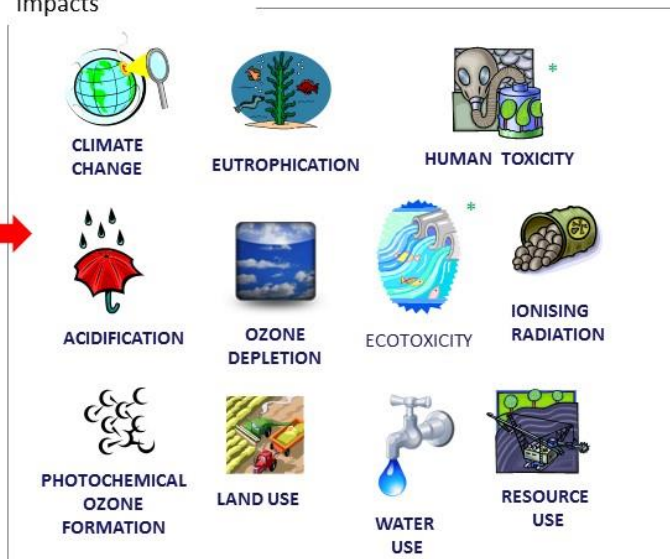 Impacts
*
CLIMATE
CHANGE
EUTROPHICATION
HUMAN TOXICITY
*
ACIDIFICATION
OZONE
DEPLETION
ECOTOXICITY
IONISING
RADIATION
PHOTOCHEMICAL
OZONE
FORMATION
LAND USE
WATER
USE
RESOURCE
USE